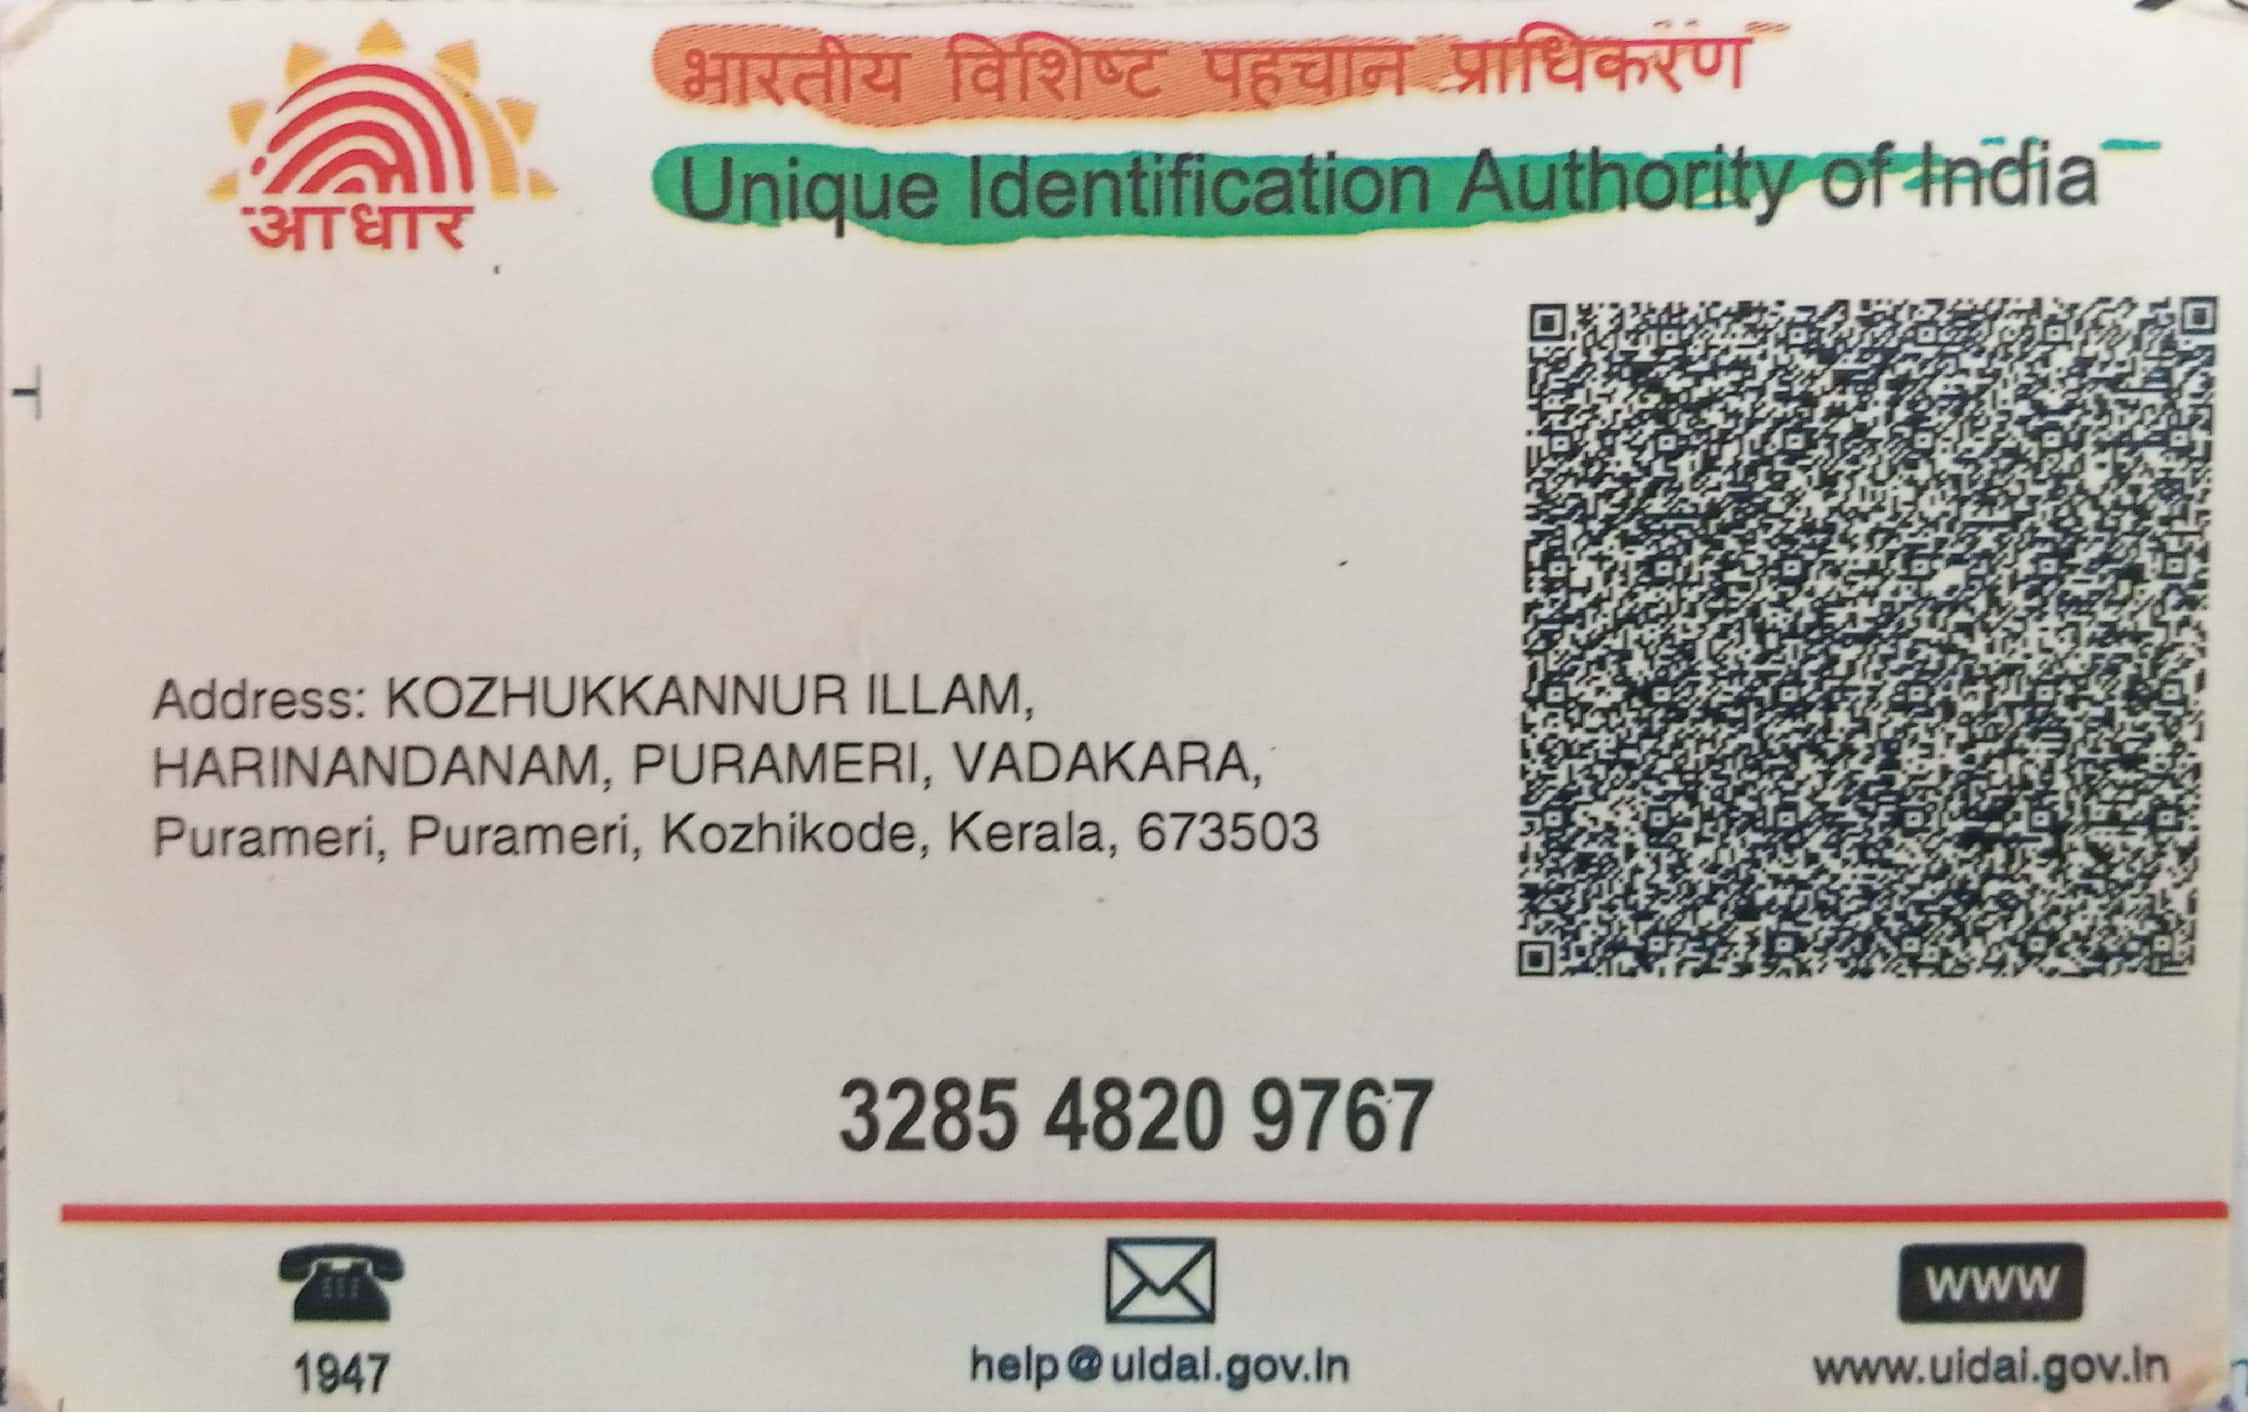 भारतीय विशिष्ट पहचान प्राधिकरण
Unique Identification Authority of India
आधार
Address: KOZHUKKANNUR ILLAM,
HARINANDANAM, PURAMERI, VADAKARA,
Purameri, Purameri, Kozhikode, Kerala, 673503
3285 4820 9767
www
1947
help@uidai.gov.in
www.uidai.gov.in